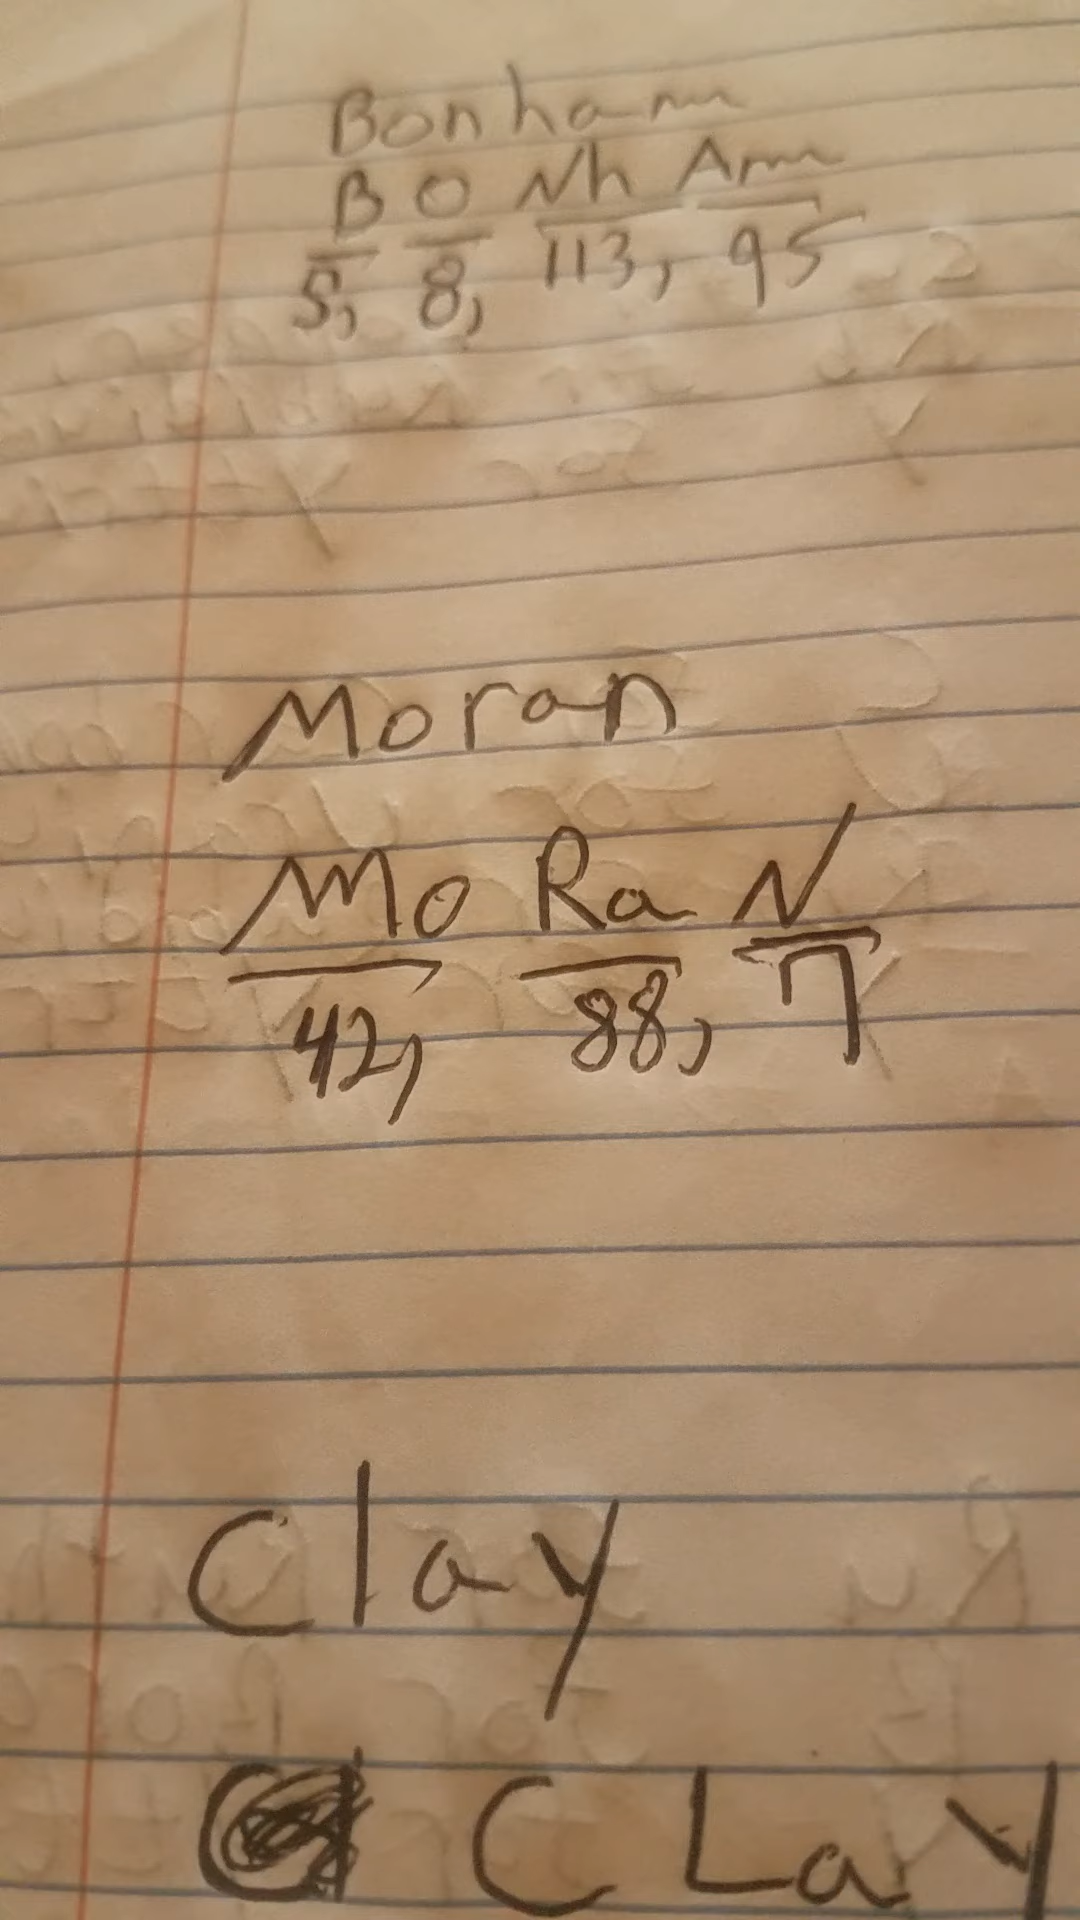 Bonham
B O Nh Am
5, 8, 113, 95
Moran
Mo Ra N
42, 88, 7
Clay
C La y